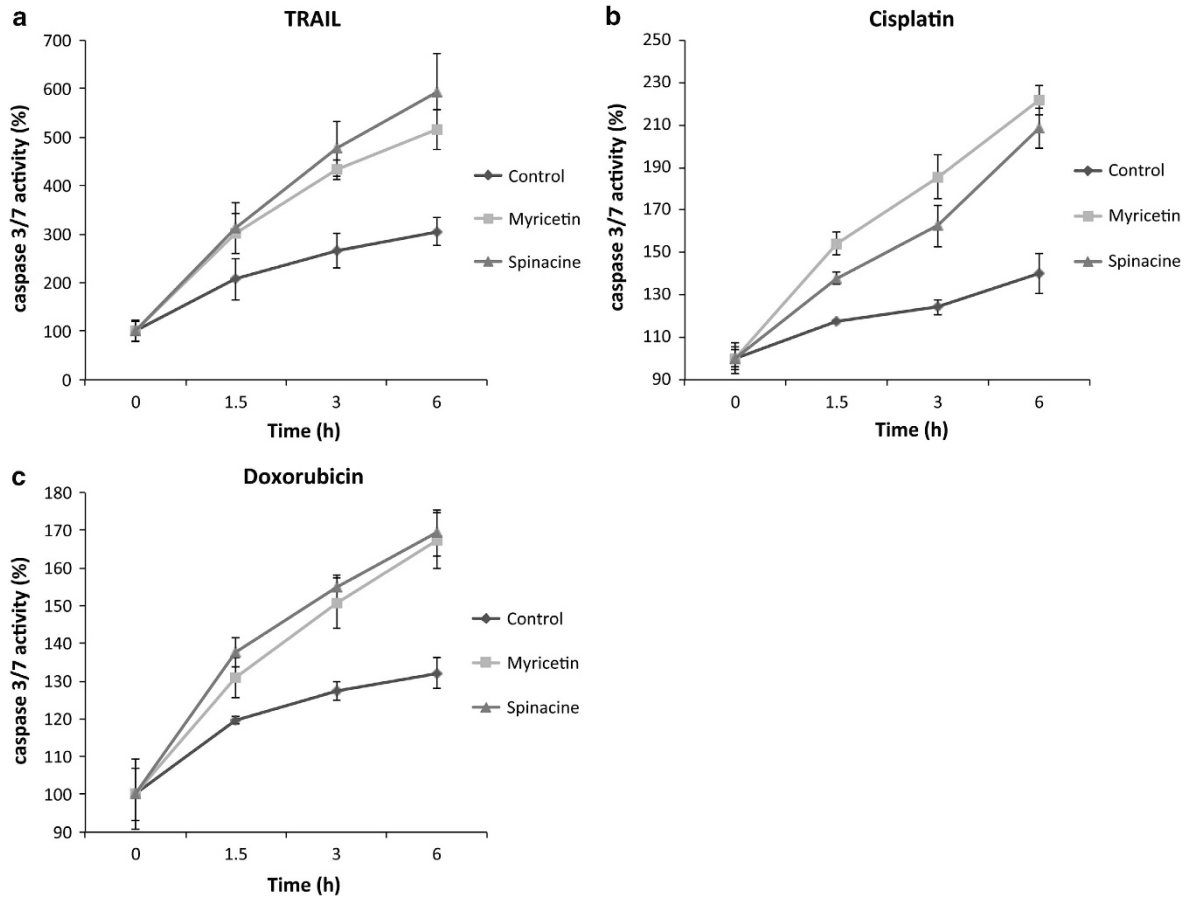 a
TRAIL
700
600
500
400
300
200
100
0
caspase 3/7 activity (%)
0 1.5 3 6
Time (h)
Control
Myricetin
Spinacine
b
Cisplatin
250
230
210
190
170
150
130
110
90
caspase 3/7 activity (%)
0 1.5 3 6
Time (h)
Control
Myricetin
Spinacine
c
Doxorubicin
180
170
160
150
140
130
120
110
100
90
caspase 3/7 activity (%)
0 1.5 3 6
Time (h)
Control
Myricetin
Spinacine